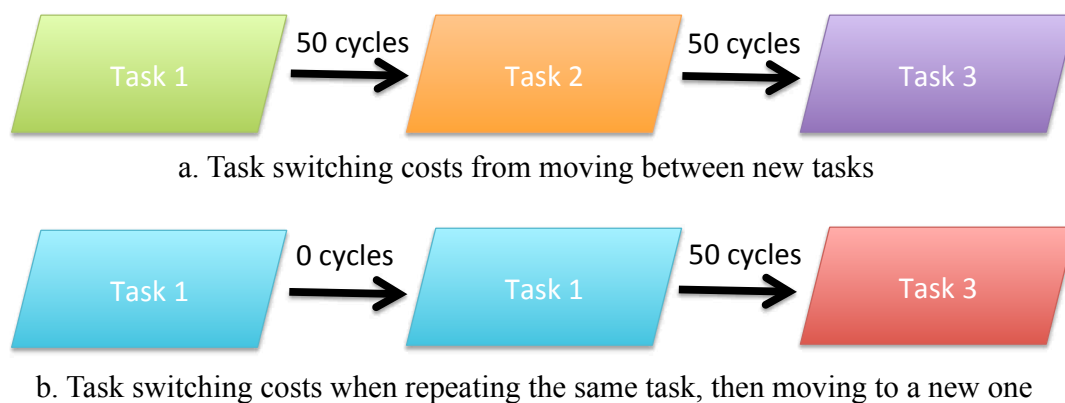 50 cycles 50 cycles
Task 1 Task 2 Task 3
a. Task switching costs from moving between new tasks
0 cycles 50 cycles
Task 1 Task 1 Task 3
b. Task switching costs when repeating the same task, then moving to a new one